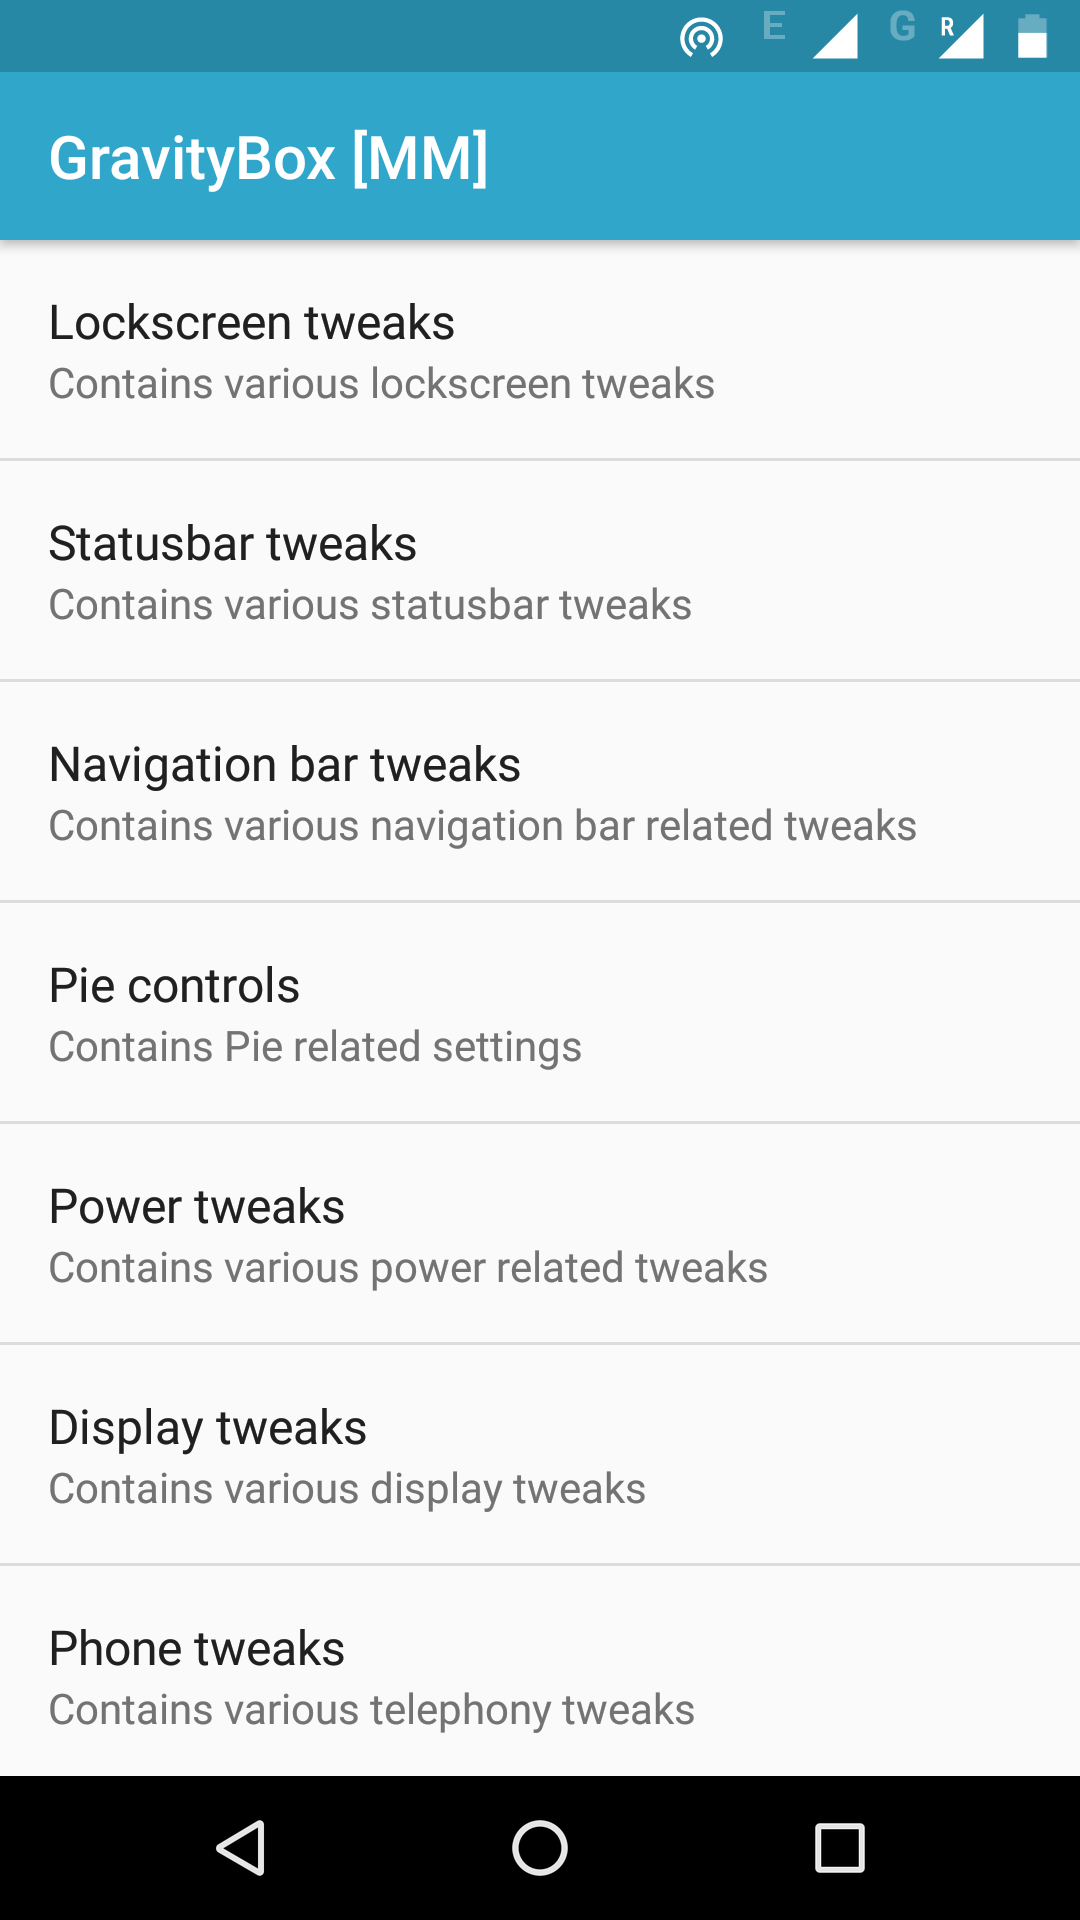 E G R
GravityBox [MM]
Lockscreen tweaks
Contains various lockscreen tweaks
Statusbar tweaks
Contains various statusbar tweaks
Navigation bar tweaks
Contains various navigation bar related tweaks
Pie controls
Contains Pie related settings
Power tweaks
Contains various power related tweaks
Display tweaks
Contains various display tweaks
Phone tweaks
Contains various telephony tweaks